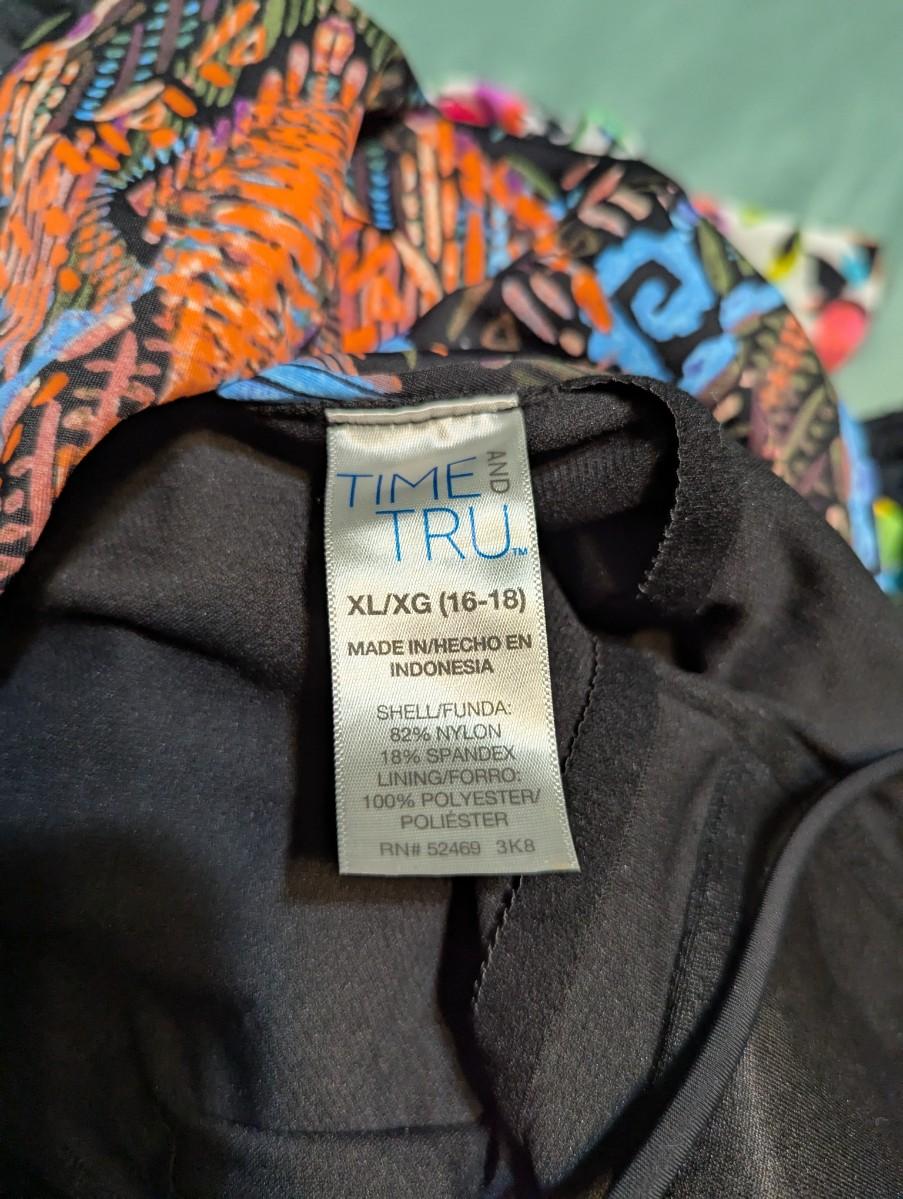 TIME AND
TRU™
XL/XG (16-18)
MADE IN/HECHO EN
INDONESIA
SHELL/FUNDA:
82% NYLON
18% SPANDEX
LINING/FORRO:
100% POLYESTER/
POLIÉSTER
RN# 52469 3K8